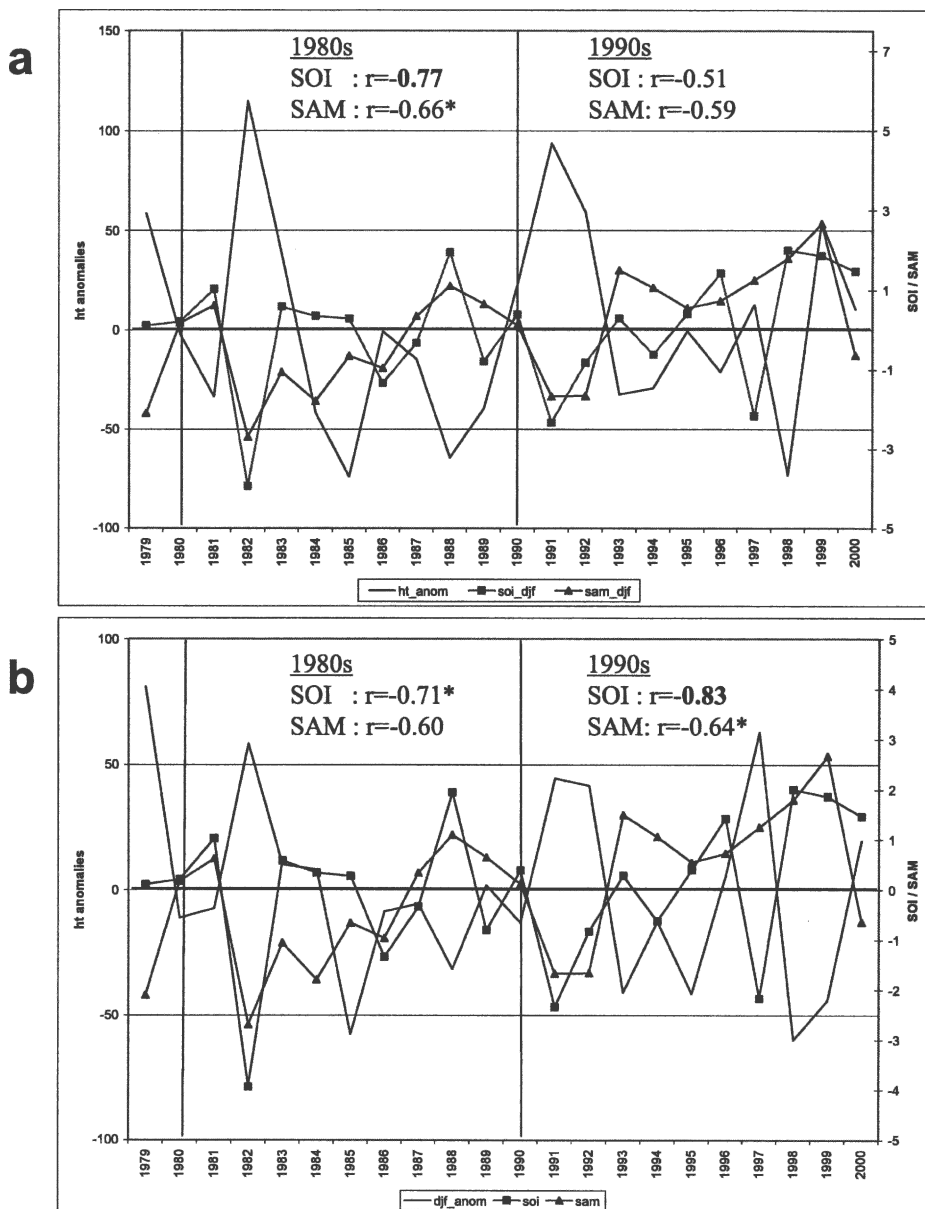 a
1980s
SOI : r=-0.77
SAM : r=-0.66*
1990s
SOI : r=-0.51
SAM: r=-0.59
150
100
50
0
-50
-100
ht anomalies
7
5
3
1
-1
-3
-5
SOI / SAM
1979 1980 1981 1982 1983 1984 1985 1986 1987 1988 1989 1990 1991 1992 1993 1994 1995 1996 1997 1998 1999 2000
ht_anom soi_djf sam_djf
b
1980s
SOI : r=-0.71*
SAM : r=-0.60
1990s
SOI : r=-0.83
SAM: r=-0.64*
100
50
0
-50
-100
ht anomalies
5
4
3
2
1
0
-1
-2
-3
-4
-5
SOI / SAM
1979 1980 1981 1982 1983 1984 1985 1986 1987 1988 1989 1990 1991 1992 1993 1994 1995 1996 1997 1998 1999 2000
djf_anom soi sam